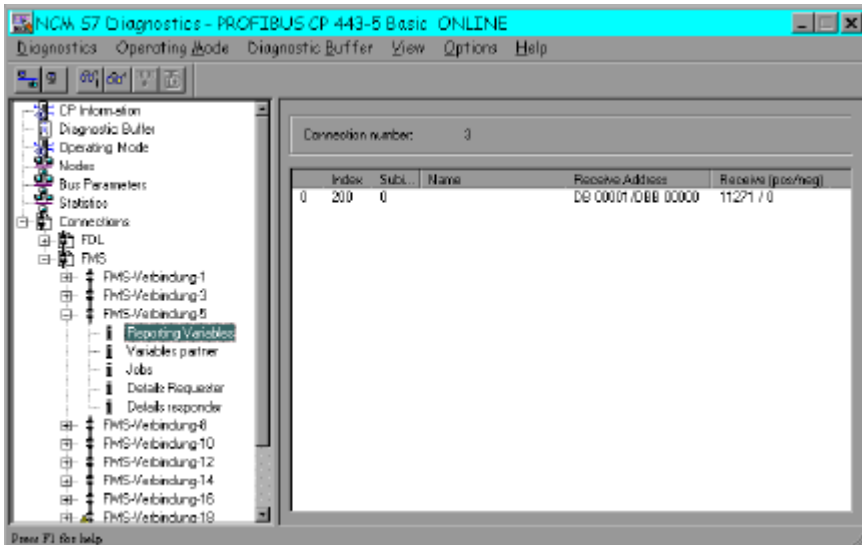 NCM S7 Diagnostics - PROFIBUS CP 443-5 Basic ONLINE
Diagnostics Operating Mode Diagnostic Buffer View Options Help
CP Information
Diagnostic Buffer
Operating Mode
Nodes
Bus Parameters
Statistics
Connections
FDL
FMS
FMS-Verbindung-1
FMS-Verbindung-3
FMS-Verbindung-5
Reporting Variables
Variables partner
Jobs
Details Requester
Details responder
FMS-Verbindung-8
FMS-Verbindung-10
FMS-Verbindung-12
FMS-Verbindung-14
FMS-Verbindung-16
FMS-Verbindung-18
Connection number: 3
Index Subi... Name Receive Address Receive (pos/neg)
0 200 0 DB 00001/DBB 00000 11271 / 0
Press F1 for help